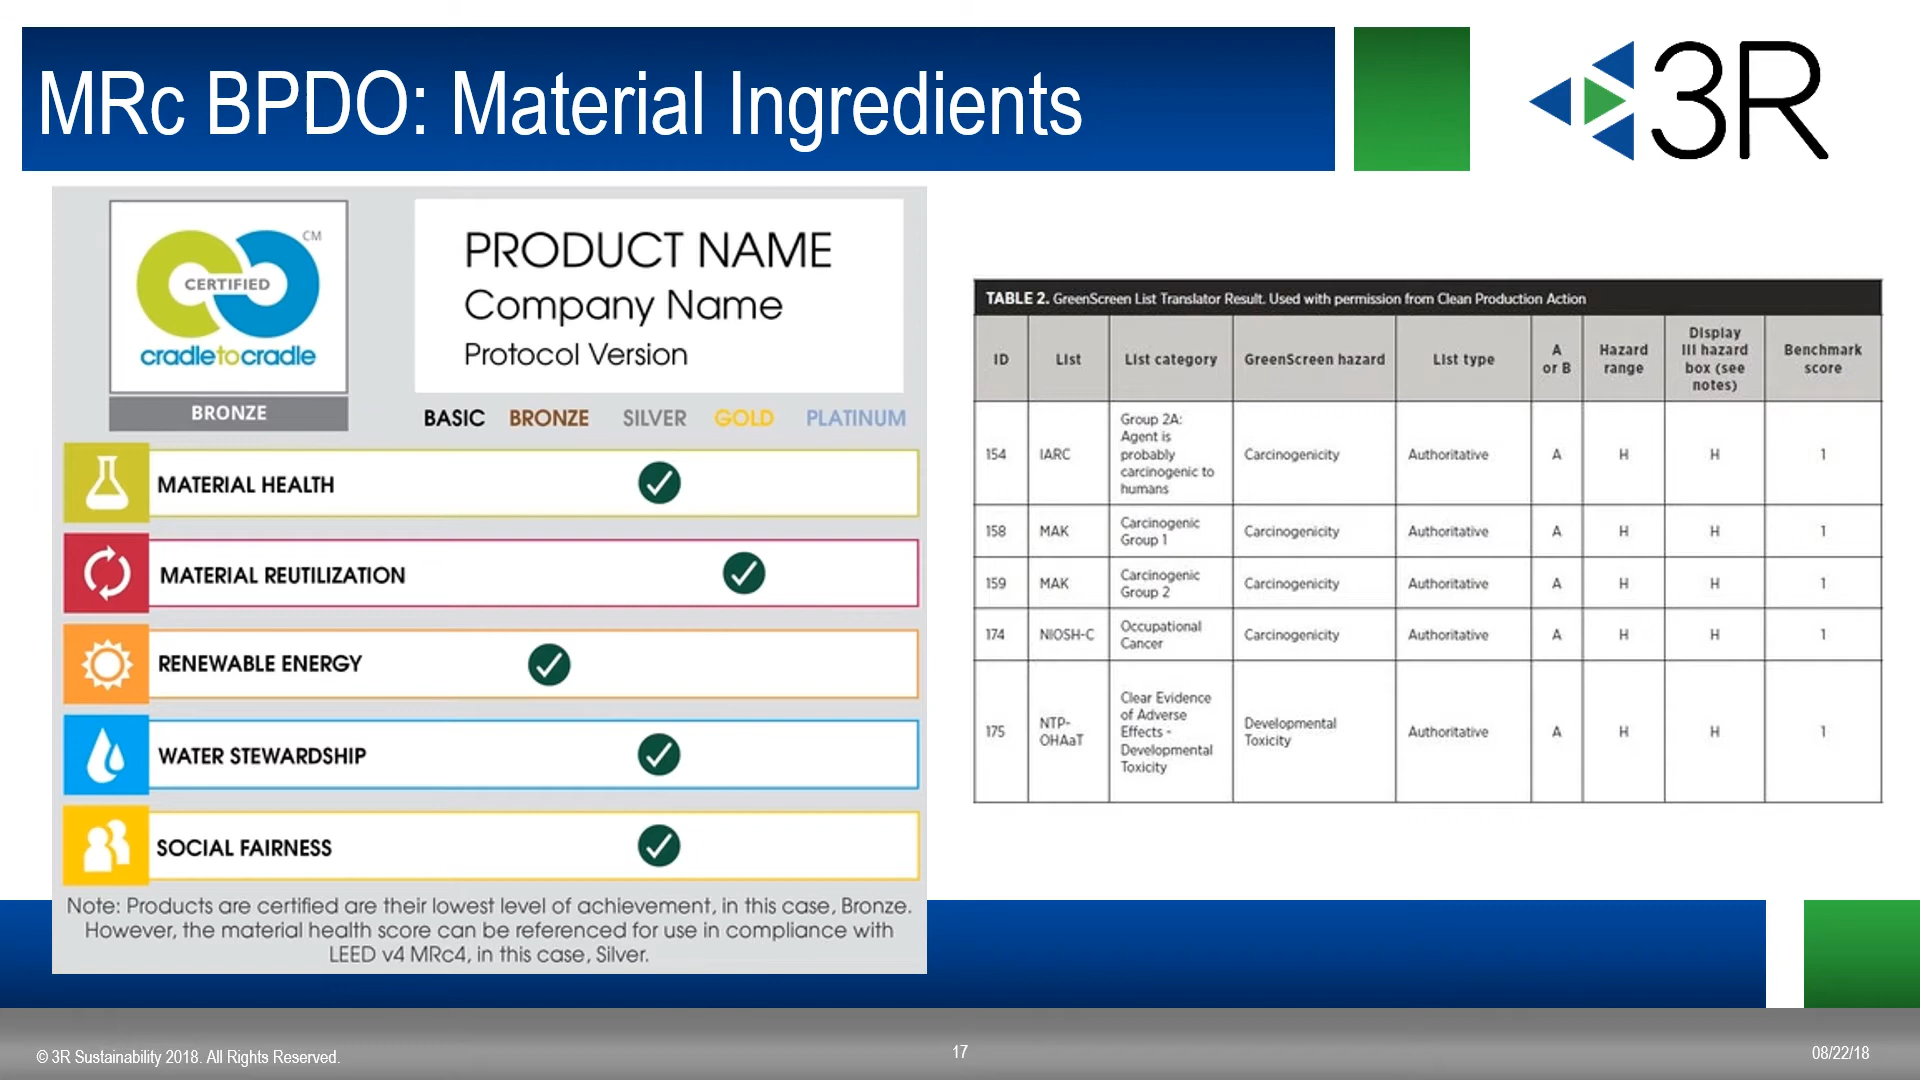 MRc BPDO: Material Ingredients
3R
CM
CERTIFIED
cradletocradle
BRONZE
PRODUCT NAME
Company Name
Protocol Version
BASIC BRONZE SILVER GOLD PLATINUM
MATERIAL HEALTH
MATERIAL REUTILIZATION
RENEWABLE ENERGY
WATER STEWARDSHIP
SOCIAL FAIRNESS
Note: Products are certified are their lowest level of achievement, in this case, Bronze.
However, the material health score can be referenced for use in compliance with
LEED v4 MRc4, in this case, Silver.
TABLE 2. GreenScreen List Translator Result. Used with permission from Clean Production Action
ID
List
List category
GreenScreen hazard
List type
A
or B
Hazard
range
Display
III hazard
box (see
notes)
Benchmark
score
154
IARC
Group 2A:
Agent is
probably
carcinogenic to
humans
Carcinogenicity
Authoritative
A
H
H
1
158
MAK
Carcinogenic
Group 1
Carcinogenicity
Authoritative
A
H
H
1
159
MAK
Carcinogenic
Group 2
Carcinogenicity
Authoritative
A
H
H
1
174
NIOSH-C
Occupational
Cancer
Carcinogenicity
Authoritative
A
H
H
1
175
NTP-
OHAaT
Clear Evidence
of Adverse
Effects -
Developmental
Toxicity
Developmental
Toxicity
Authoritative
A
H
H
1
© 3R Sustainability 2018. All Rights Reserved.
17
08/22/18